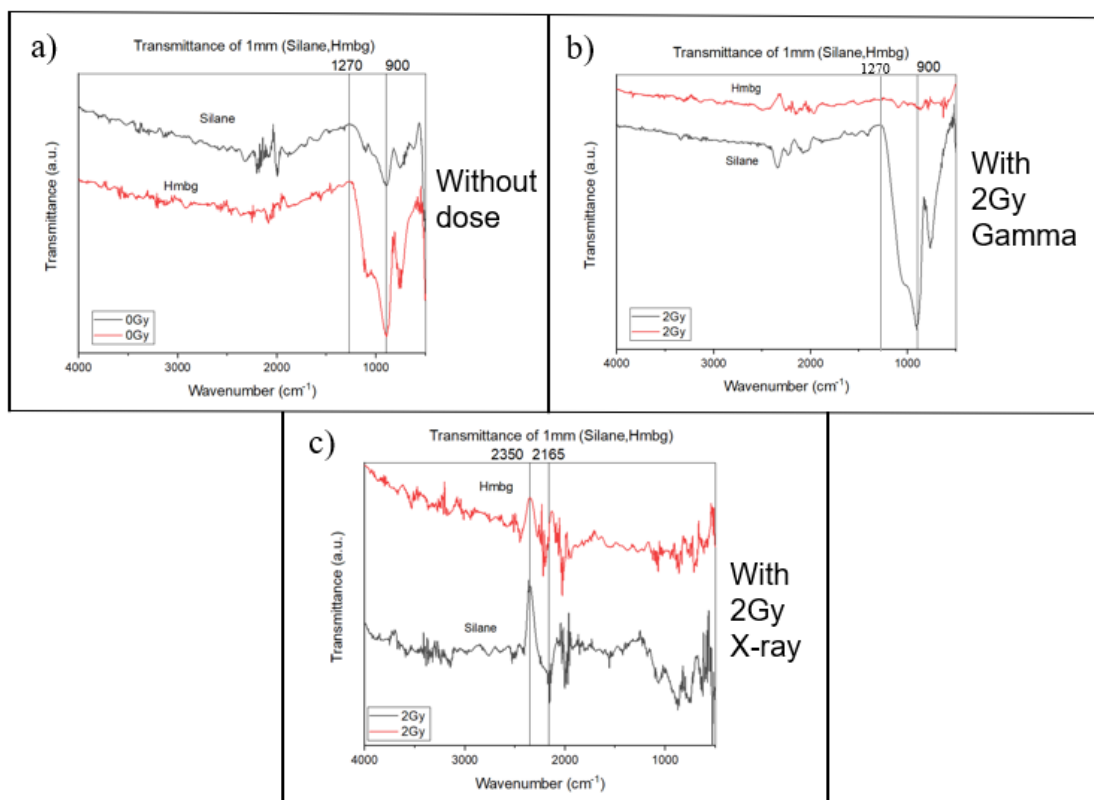 a)
Transmittance of 1mm (Silane,Hmbg)
1270 900
Silane
Hmbg
Transmittance (a.u.)
0Gy
0Gy
4000 3000 2000 1000
Wavenumber (cm⁻¹)
Without
dose
b)
Transmittance of 1mm (Silane,Hmbg)
1270 900
Hmbg
Silane
Transmittance (a.u.)
2Gy
2Gy
4000 3000 2000 1000
Wavenumber (cm⁻¹)
With
2Gy
Gamma
c)
Transmittance of 1mm (Silane,Hmbg)
2350 2165
Hmbg
Silane
Transmittance (a.u.)
2Gy
2Gy
4000 3000 2000 1000
Wavenumber (cm⁻¹)
With
2Gy
X-ray